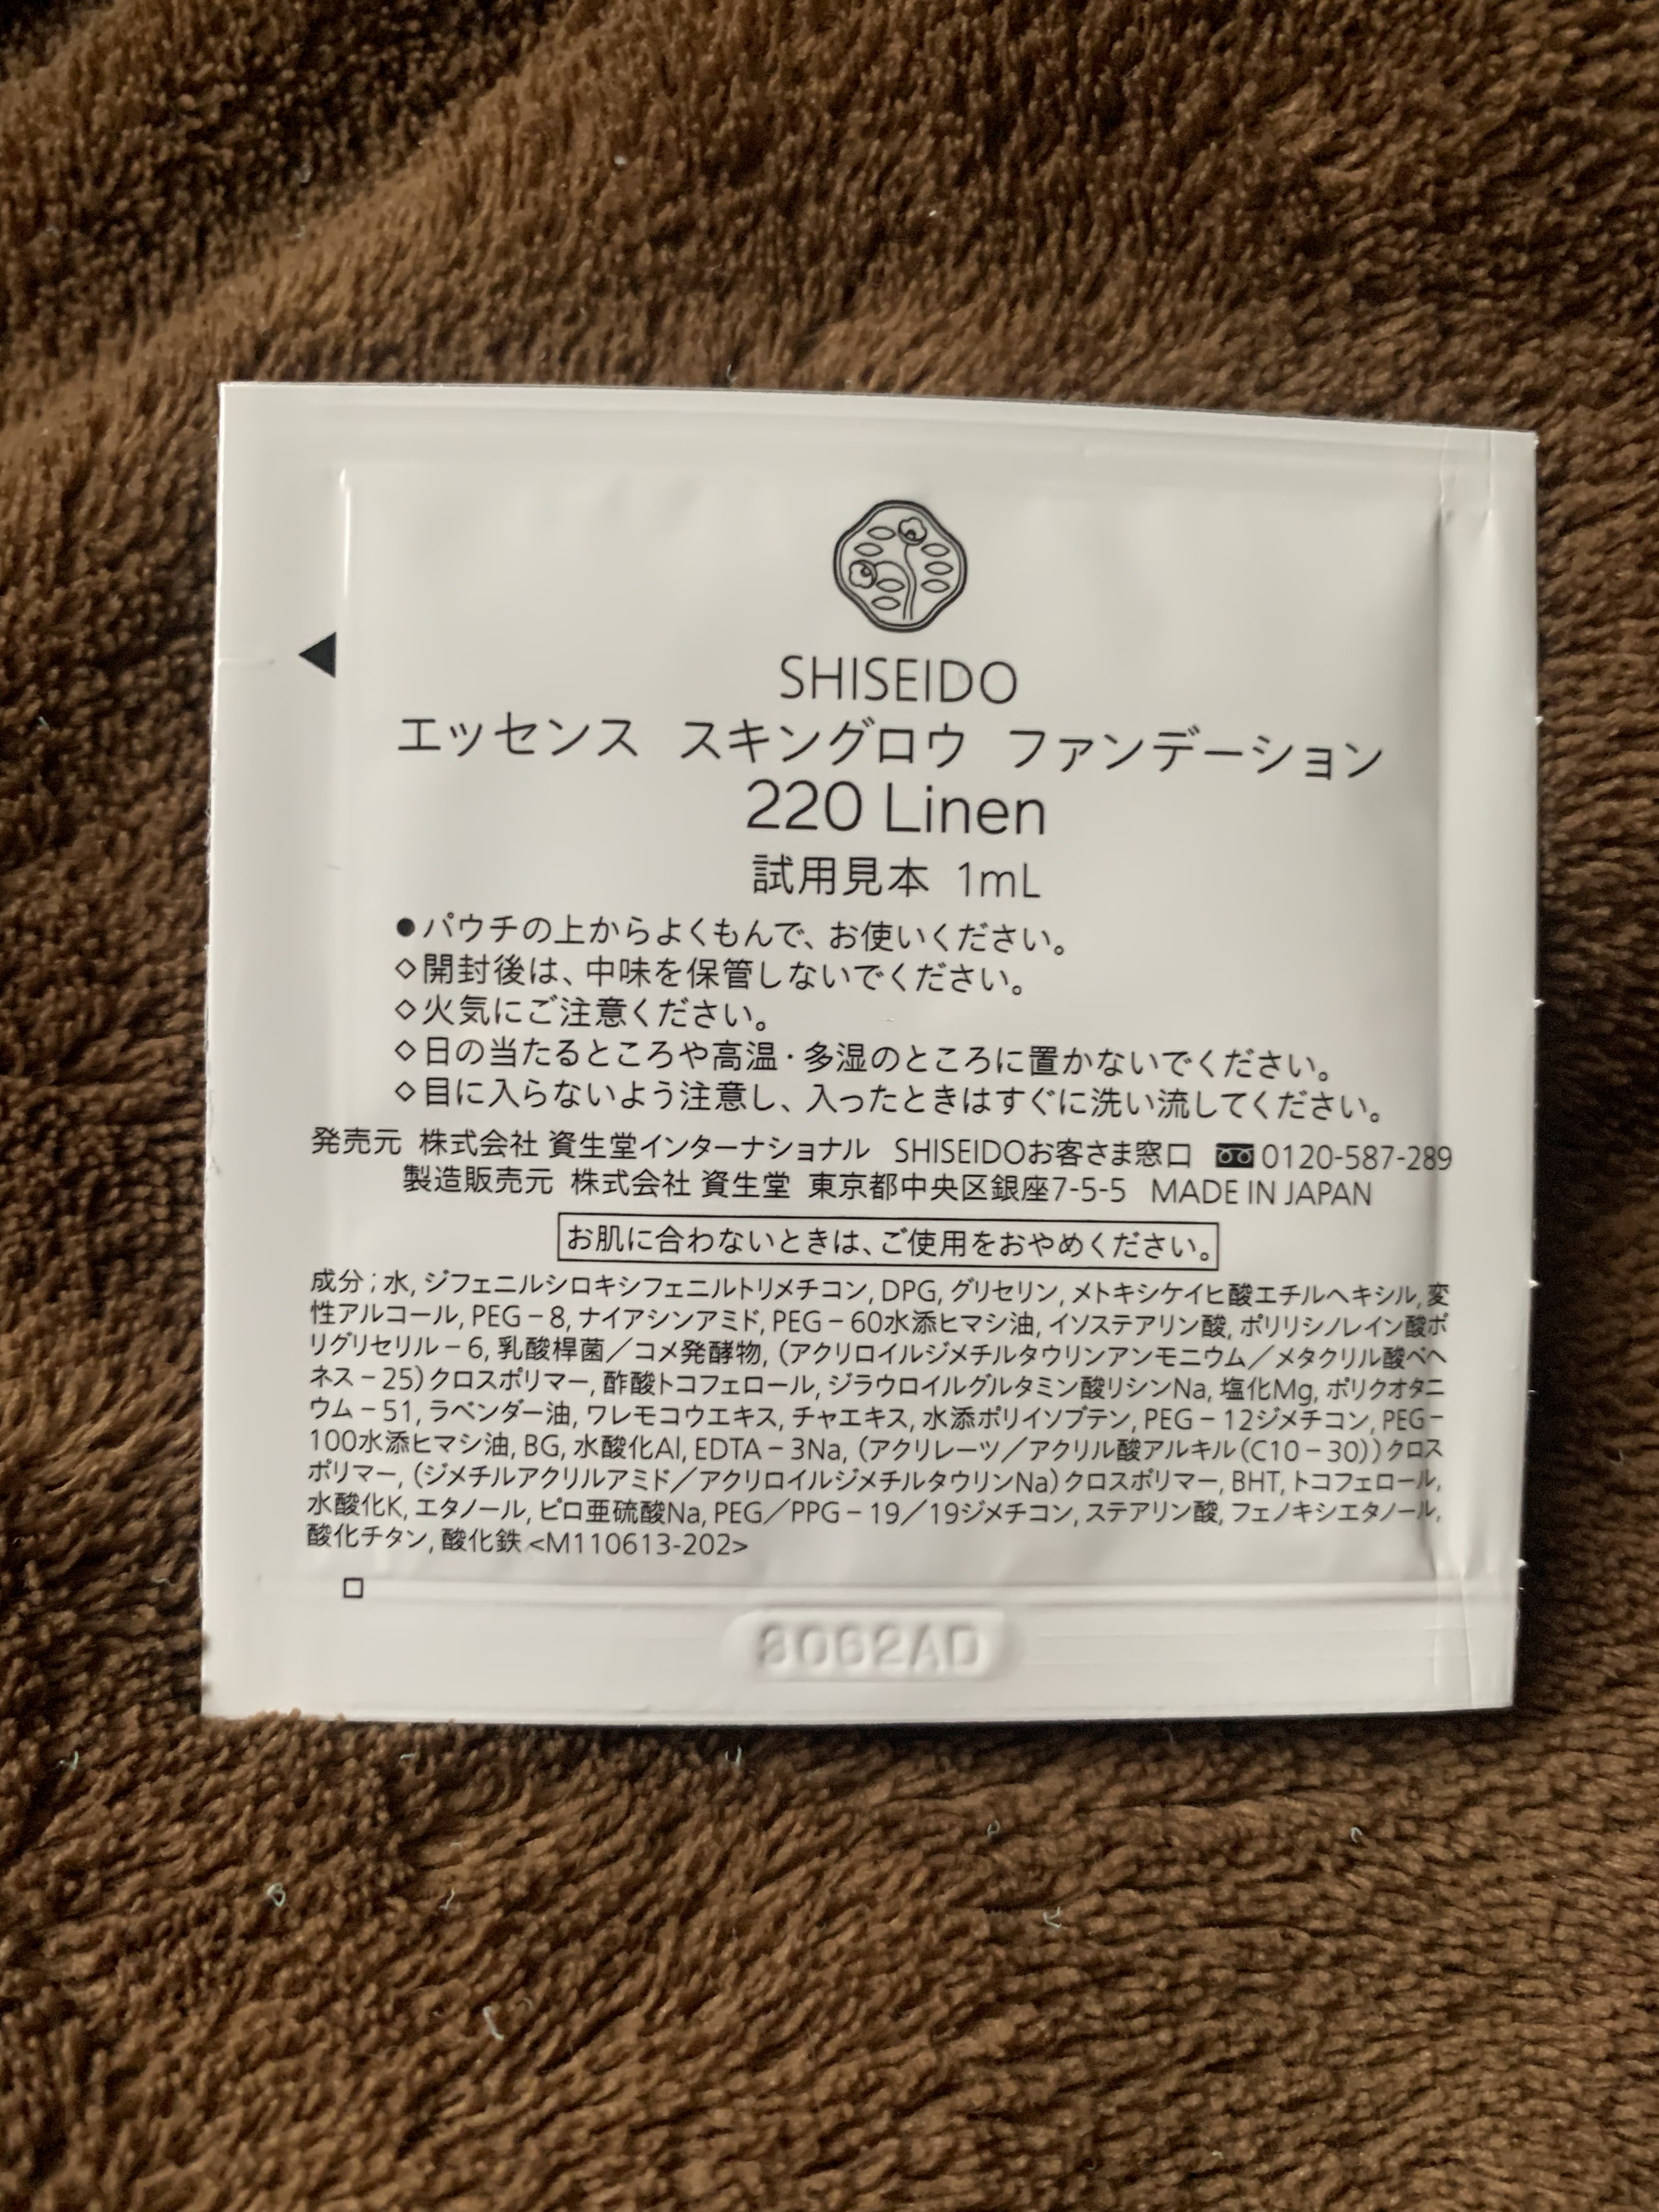 SHISEIDO
エッセンス スキングロウ ファンデーション
220 Linen
試用見本 1mL
●パウチの上からよくもんで、お使いください。
◇開封後は、中味を保管しないでください。
◇火気にご注意ください。
◇日の当たるところや高温・多湿のところに置かないでください。
◇目に入らないよう注意し、入ったときはすぐに洗い流してください。
発売元 株式会社 資生堂インターナショナル SHISEIDOお客さま窓口 0120-587-289
製造販売元 株式会社 資生堂 東京都中央区銀座7-5-5 MADE IN JAPAN
お肌に合わないときは、ご使用をおやめください。
成分；水, ジフェニルシロキシフェニルトリメチコン, DPG, グリセリン, メトキシケイヒ酸エチルヘキシル, 変
性アルコール, PEG－8, ナイアシンアミド, PEG－60水添ヒマシ油, イソステアリン酸, ポリリシノレイン酸ポ
リグリセリル－6, 乳酸桿菌／コメ発酵物, (アクリロイルジメチルタウリンアンモニウム／メタクリル酸ベヘ
ネス－25)クロスポリマー, 酢酸トコフェロール, ジラウロイルグルタミン酸リシンNa, 塩化Mg, ポリクオタニ
ウム－51, ラベンダー油, ワレモコウエキス, チャエキス, 水添ポリイソブテン, PEG－12ジメチコン, PEG－
100水添ヒマシ油, BG, 水酸化Al, EDTA－3Na, (アクリレーツ／アクリル酸アルキル(C10－30))クロス
ポリマー, (ジメチルアクリルアミド／アクリロイルジメチルタウリンNa)クロスポリマー, BHT, トコフェロール,
水酸化K, エタノール, ピロ亜硫酸Na, PEG／PPG－19／19ジメチコン, ステアリン酸, フェノキシエタノール,
酸化チタン, 酸化鉄 <M110613-202>
3062AD